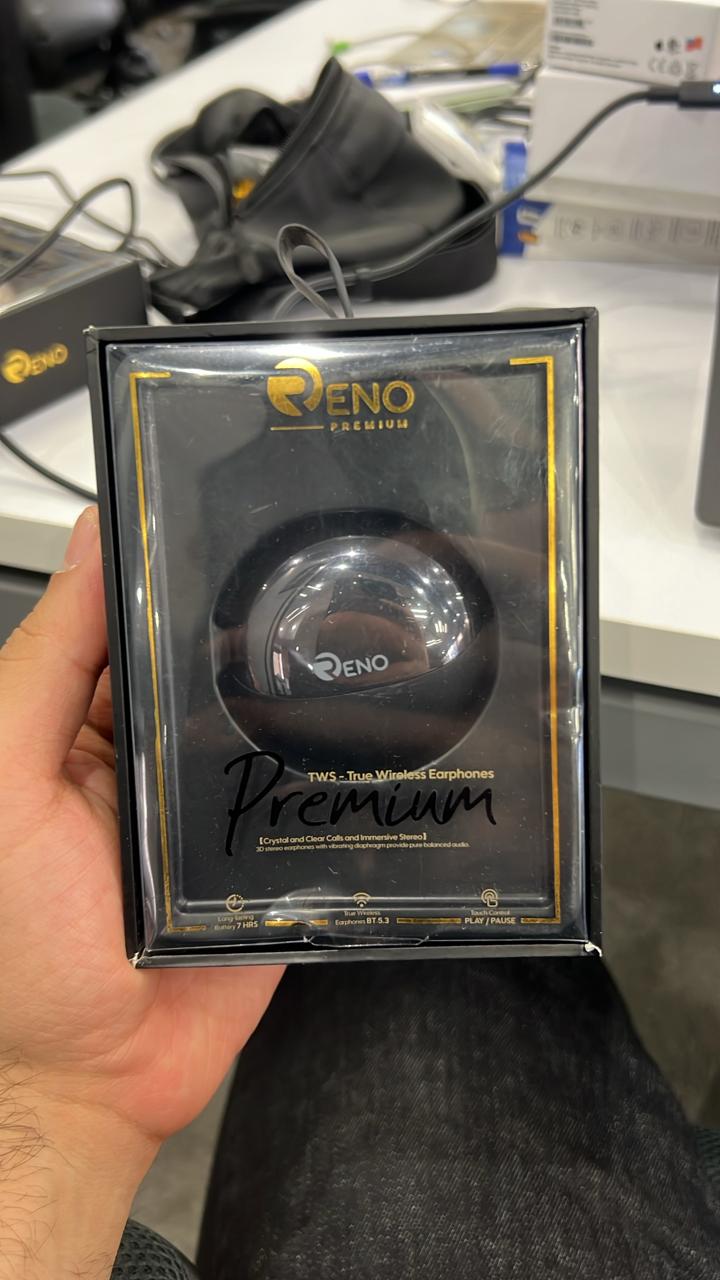 RENO
RENO
PREMIUM
RENO
TWS - True Wireless Earphones
Premium
【Crystal and Clear Calls and Immersive Stereo】
3D stereo earphones with vibrating diaphragm provide pure balanced audio.
Long-lasting
Battery 7 HRS
True Wireless
Earphones BT 5.3
Touch Control
PLAY / PAUSE